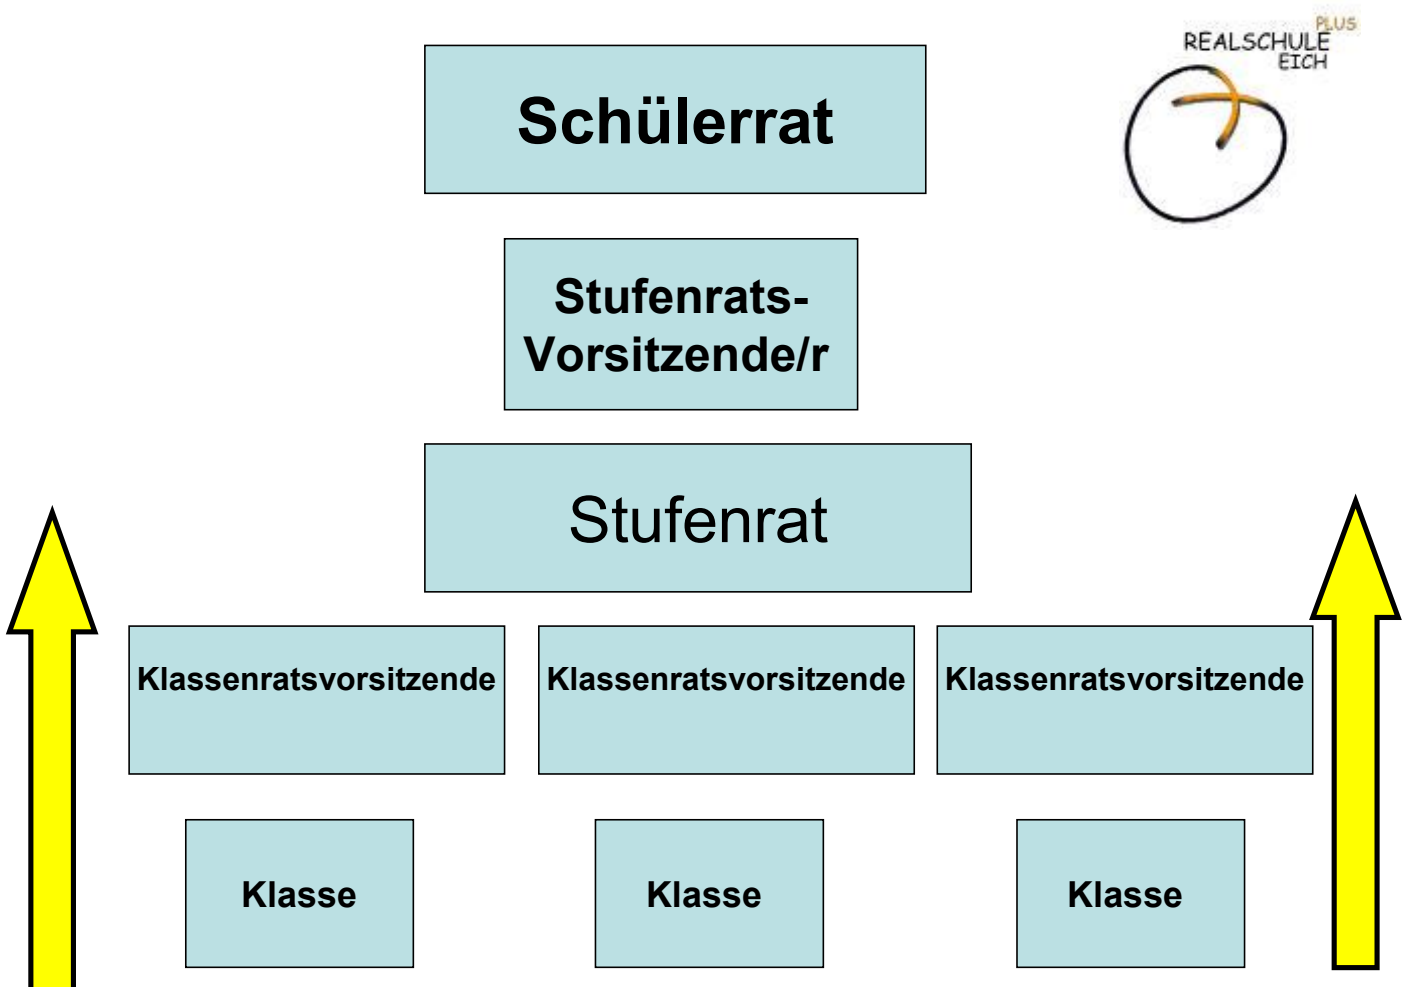 PLUS
REALSCHULE
EICH
Schülerrat
Stufenrats-
Vorsitzende/r
Stufenrat
Klassenratsvorsitzende
Klassenratsvorsitzende
Klassenratsvorsitzende
Klasse
Klasse
Klasse